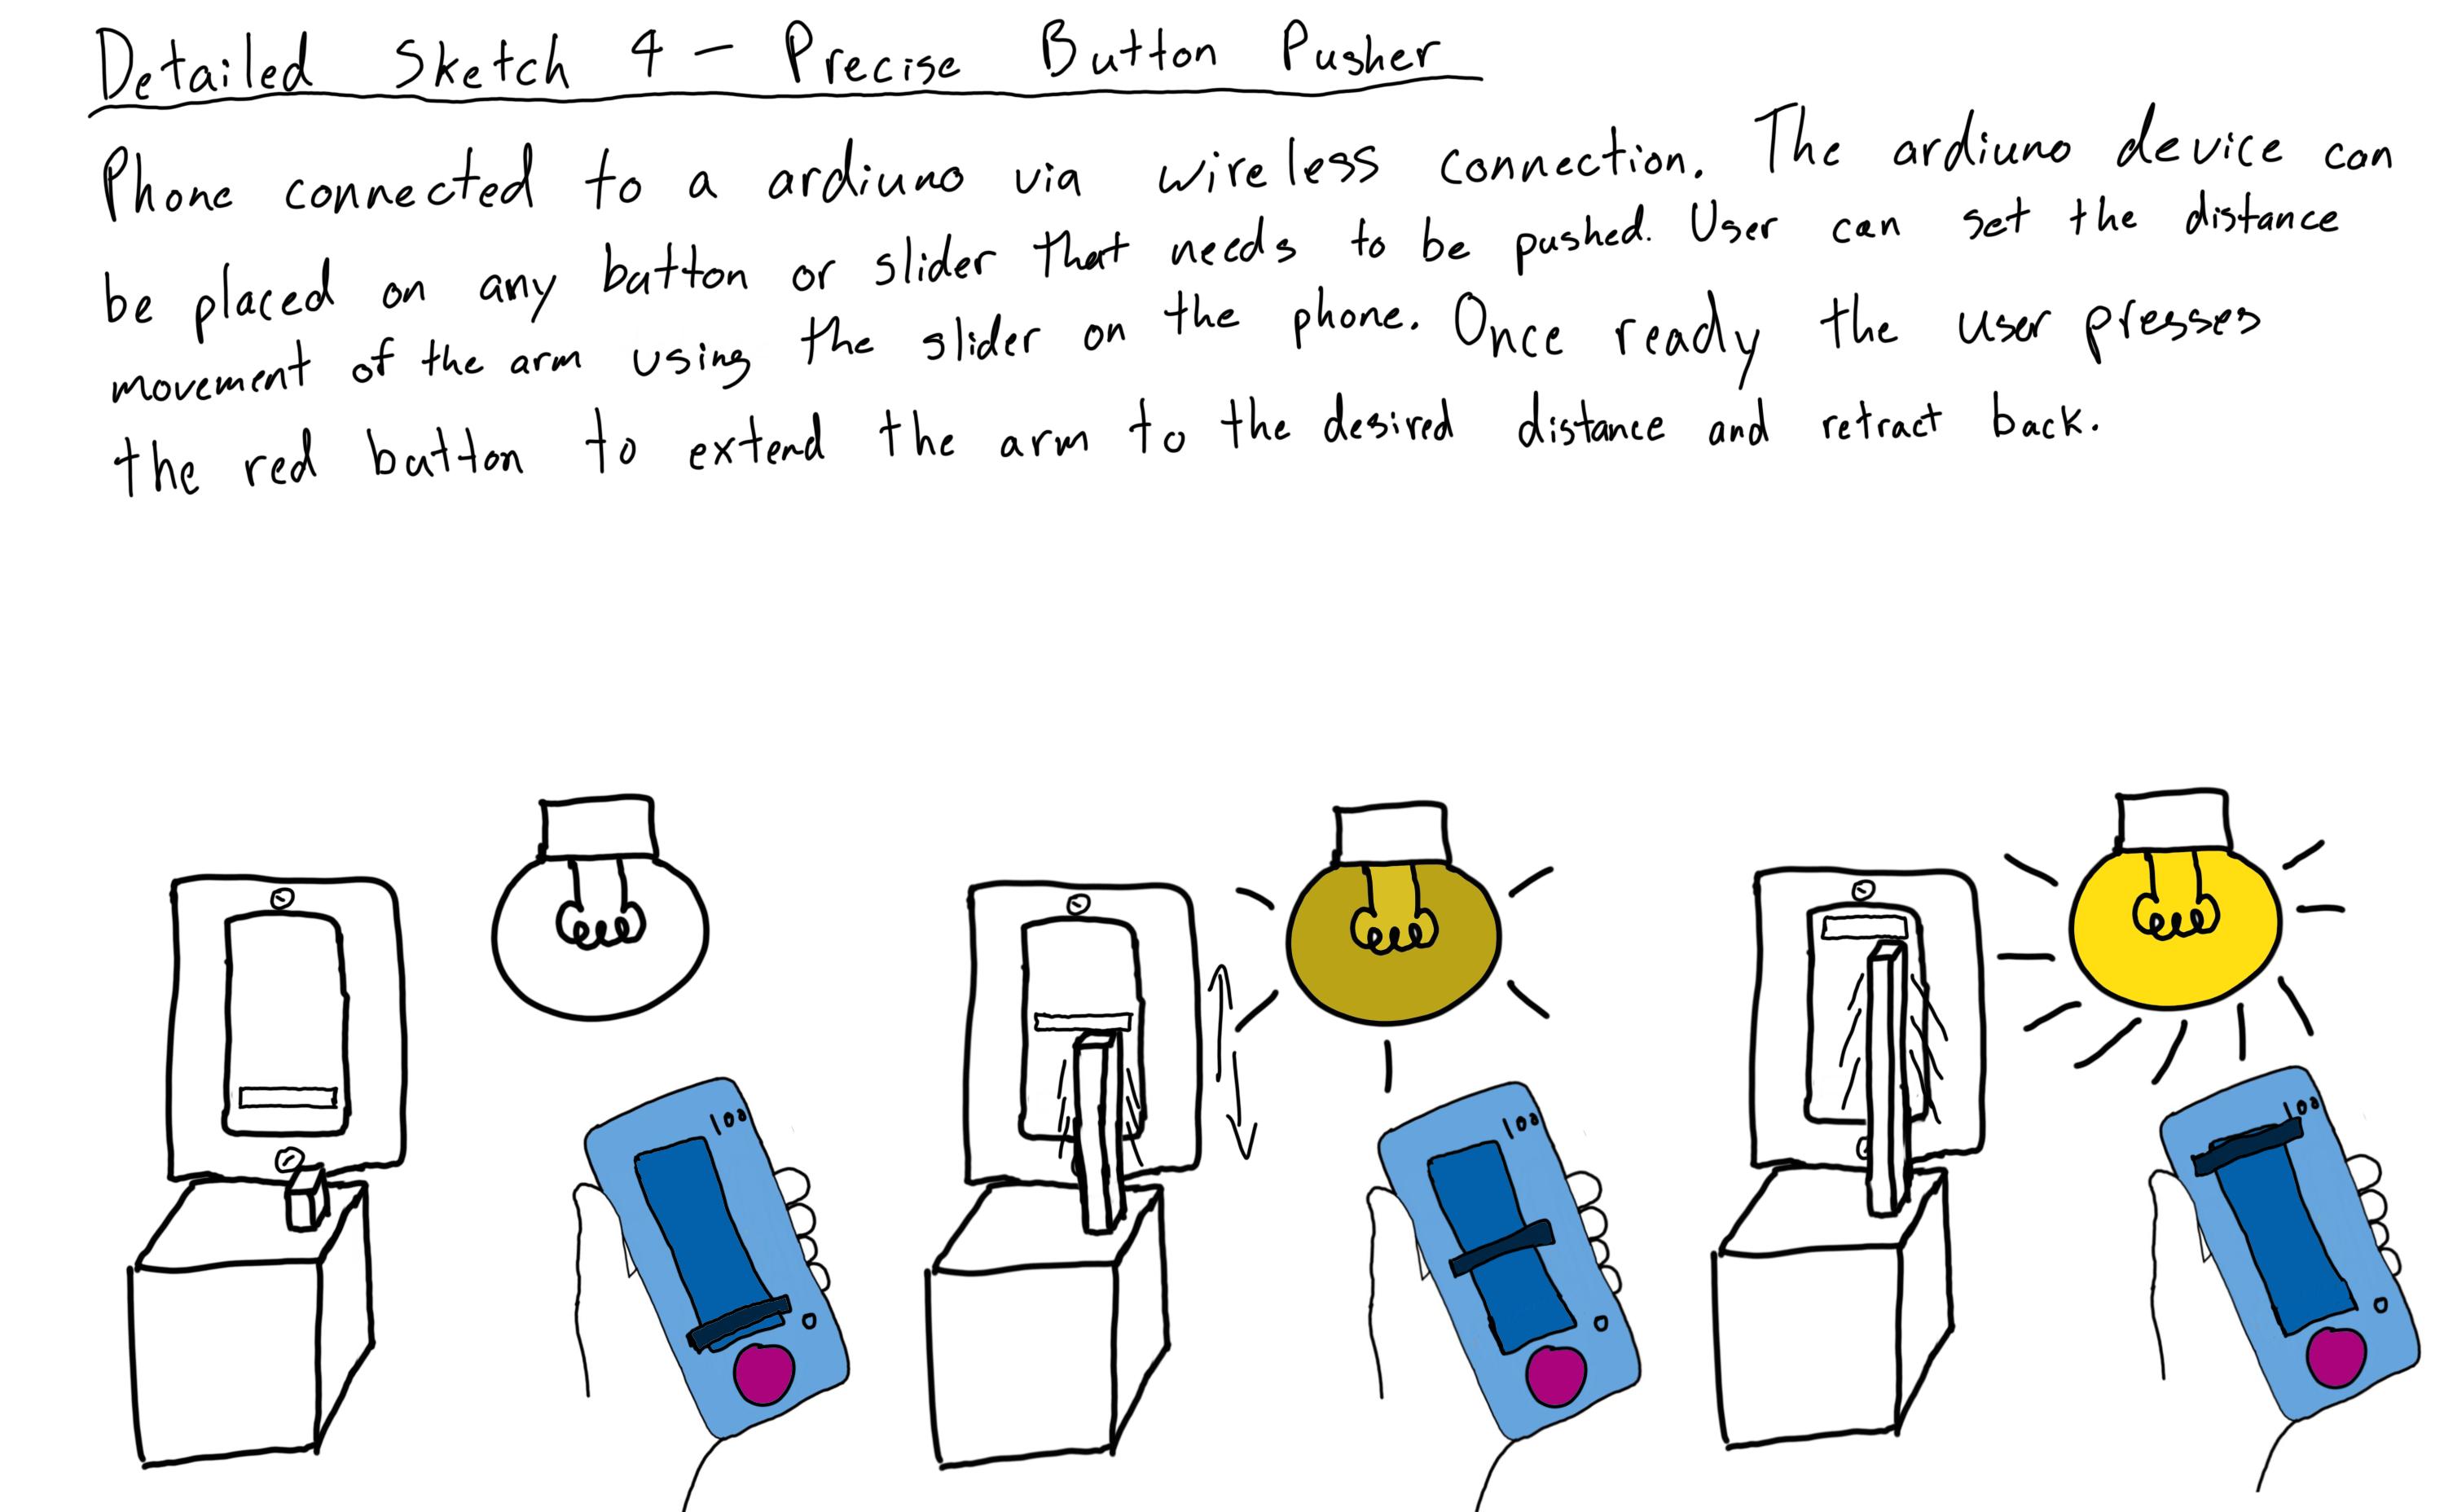 Detailed Sketch 4 - Precise Button Pusher
Phone connected to a ardiuno via wireless connection. The ardiuno device can
be placed on any button or slider that needs to be pushed. User can set the distance
movement of the arm using the slider on the phone. Once ready the user presses
the red button to extend the arm to the desired distance and retract back.
100
0
100
0
100
0